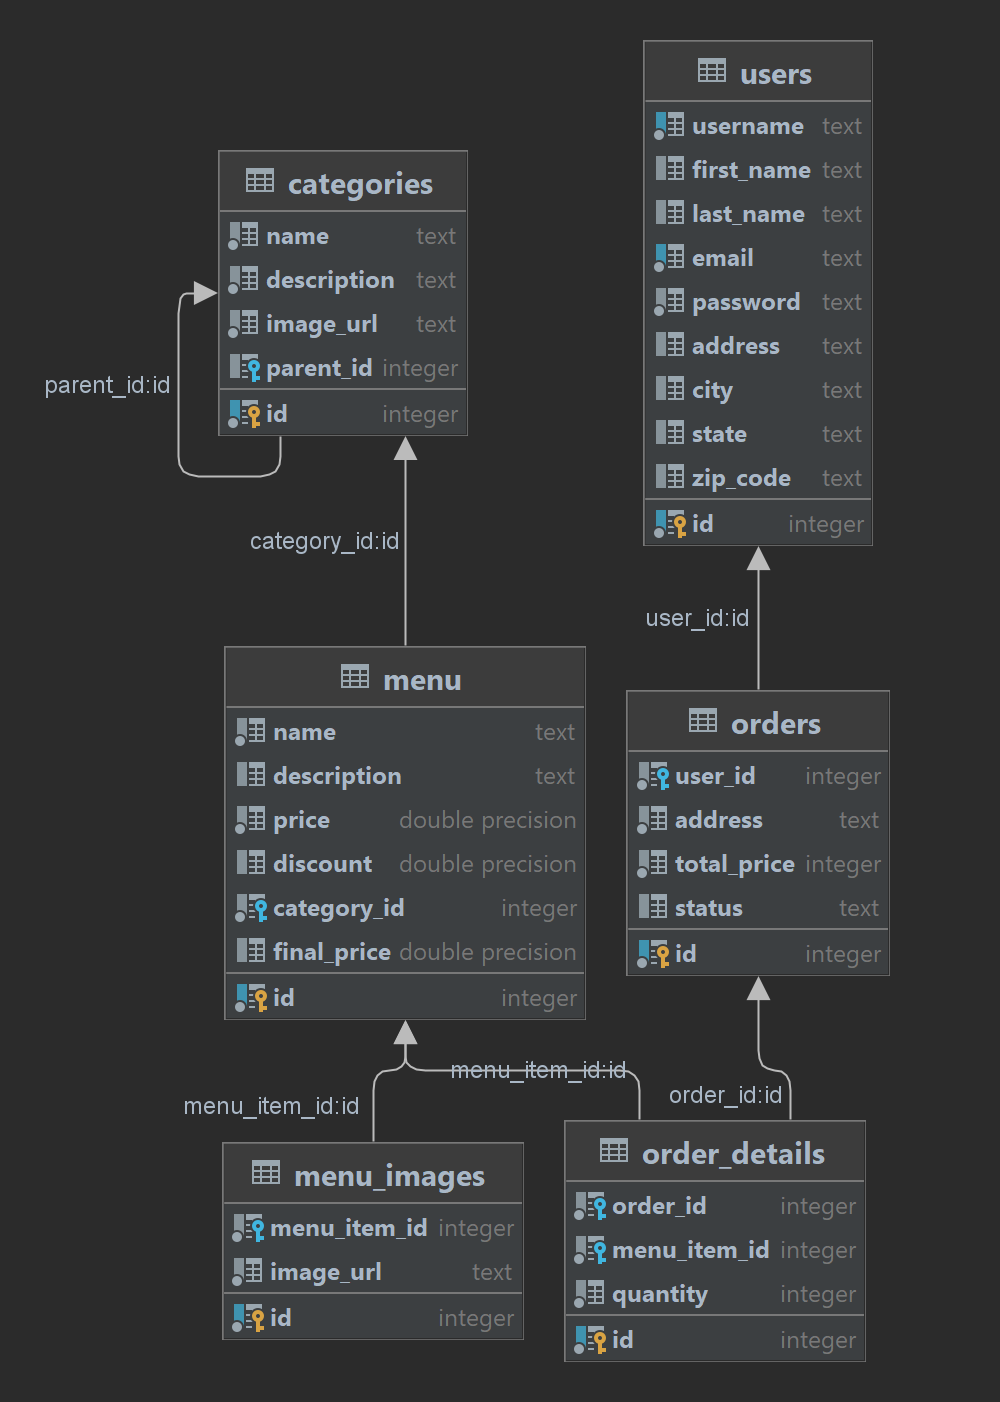 users
username text
first_name text
last_name text
email text
password text
address text
city text
state text
zip_code text
id integer
categories
name text
description text
image_url text
parent_id integer
id integer
parent_id:id
category_id:id
user_id:id
menu
name text
description text
price double precision
discount double precision
category_id integer
final_price double precision
id integer
orders
user_id integer
address text
total_price integer
status text
id integer
menu_item_id:id
menu_item_id:id
order_id:id
menu_images
menu_item_id integer
image_url text
id integer
order_details
order_id integer
menu_item_id integer
quantity integer
id integer